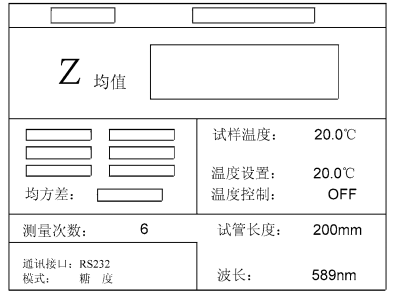 Z 均值
试样温度： 20.0℃
温度设置： 20.0℃
均方差： 温度控制： OFF
测量次数： 6 试管长度： 200mm
通讯接口：RS232
模式： 糖 度 波长： 589nm